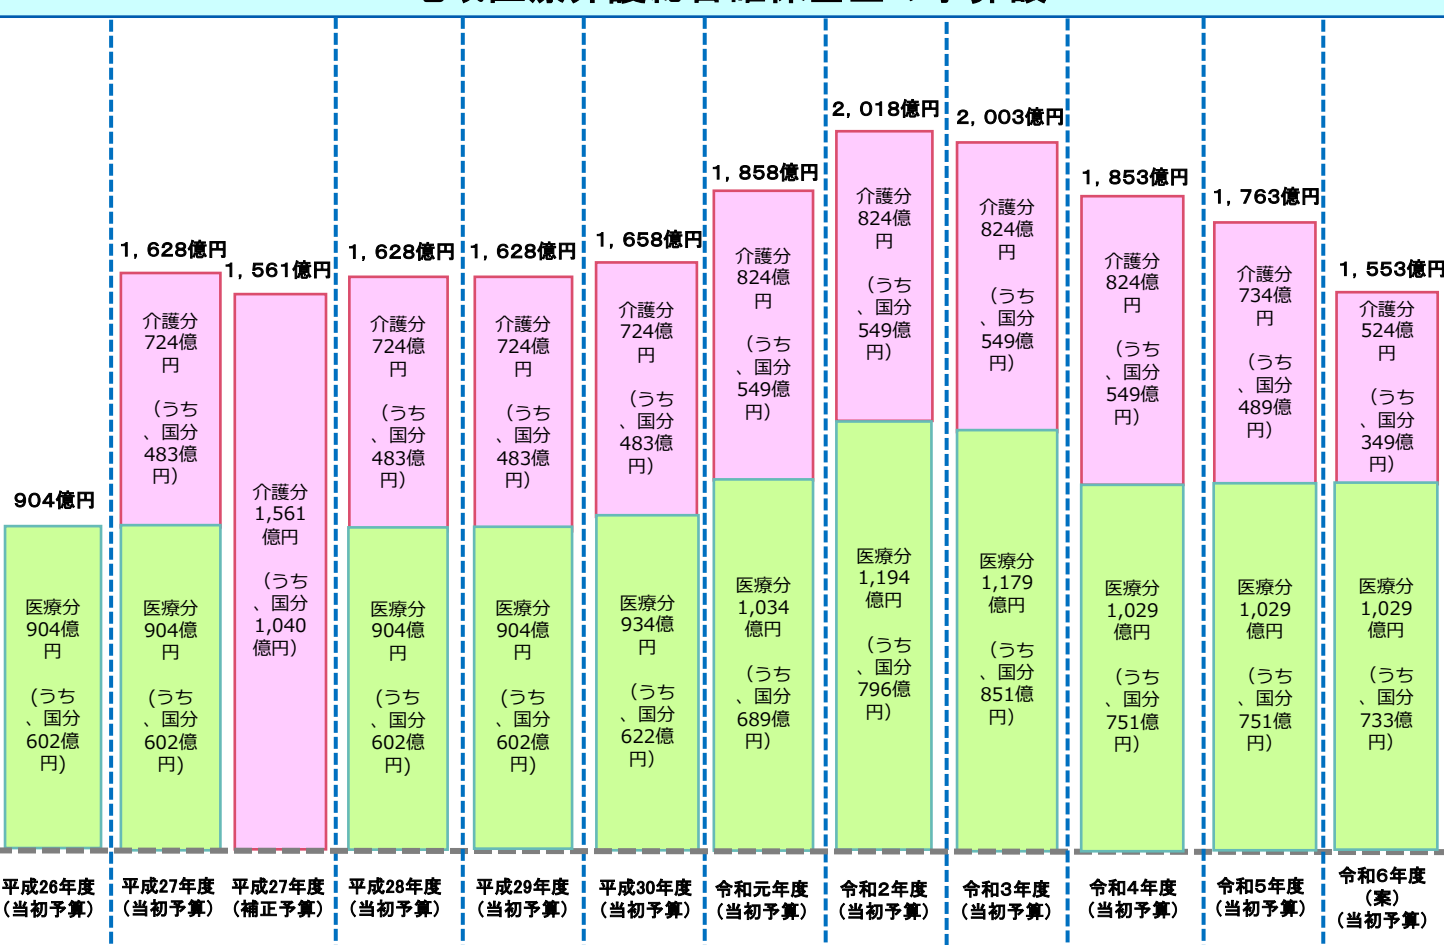 904億円
医療分
904億
円
(うち
、国分
602億
円)
平成26年度
(当初予算)
1，628億円
介護分
724億
円
（うち
、国分
483億
円）
医療分
904億
円
(うち
、国分
602億
円)
平成27年度
(当初予算)
1，561億円
介護分
1,561
億円
（うち
、国分
1,040
億円）
平成27年度
(補正予算)
1，628億円
介護分
724億
円
（うち
、国分
483億
円）
医療分
904億
円
(うち
、国分
602億
円)
平成28年度
(当初予算)
1，628億円
介護分
724億
円
（うち
、国分
483億
円）
医療分
904億
円
(うち
、国分
602億
円)
平成29年度
(当初予算)
1，658億円
介護分
724億
円
（うち
、国分
483億
円）
医療分
934億
円
（うち
、国分
622億
円）
平成30年度
(当初予算)
1，858億円
介護分
824億
円
（うち
、国分
549億
円）
医療分
1,034
億円
（うち
、国分
689億
円）
令和元年度
(当初予算)
2，018億円
介護分
824億
円
（うち
、国分
549億
円）
医療分
1,194
億円
（うち
、国分
796億
円）
令和2年度
(当初予算)
2，003億円
介護分
824億
円
（うち
、国分
549億
円）
医療分
1,179
億円
（うち
、国分
851億
円）
令和3年度
(当初予算)
1，853億円
介護分
824億
円
（うち
、国分
549億
円）
医療分
1,029
億円
（うち
、国分
751億
円）
令和4年度
(当初予算)
1，763億円
介護分
734億
円
（うち
、国分
489億
円）
医療分
1,029
億円
（うち
、国分
751億
円）
令和5年度
(当初予算)
1，553億円
介護分
524億
円
（うち
、国分
349億
円）
医療分
1,029
億円
（うち
、国分
733億
円）
令和6年度
(案)
(当初予算)